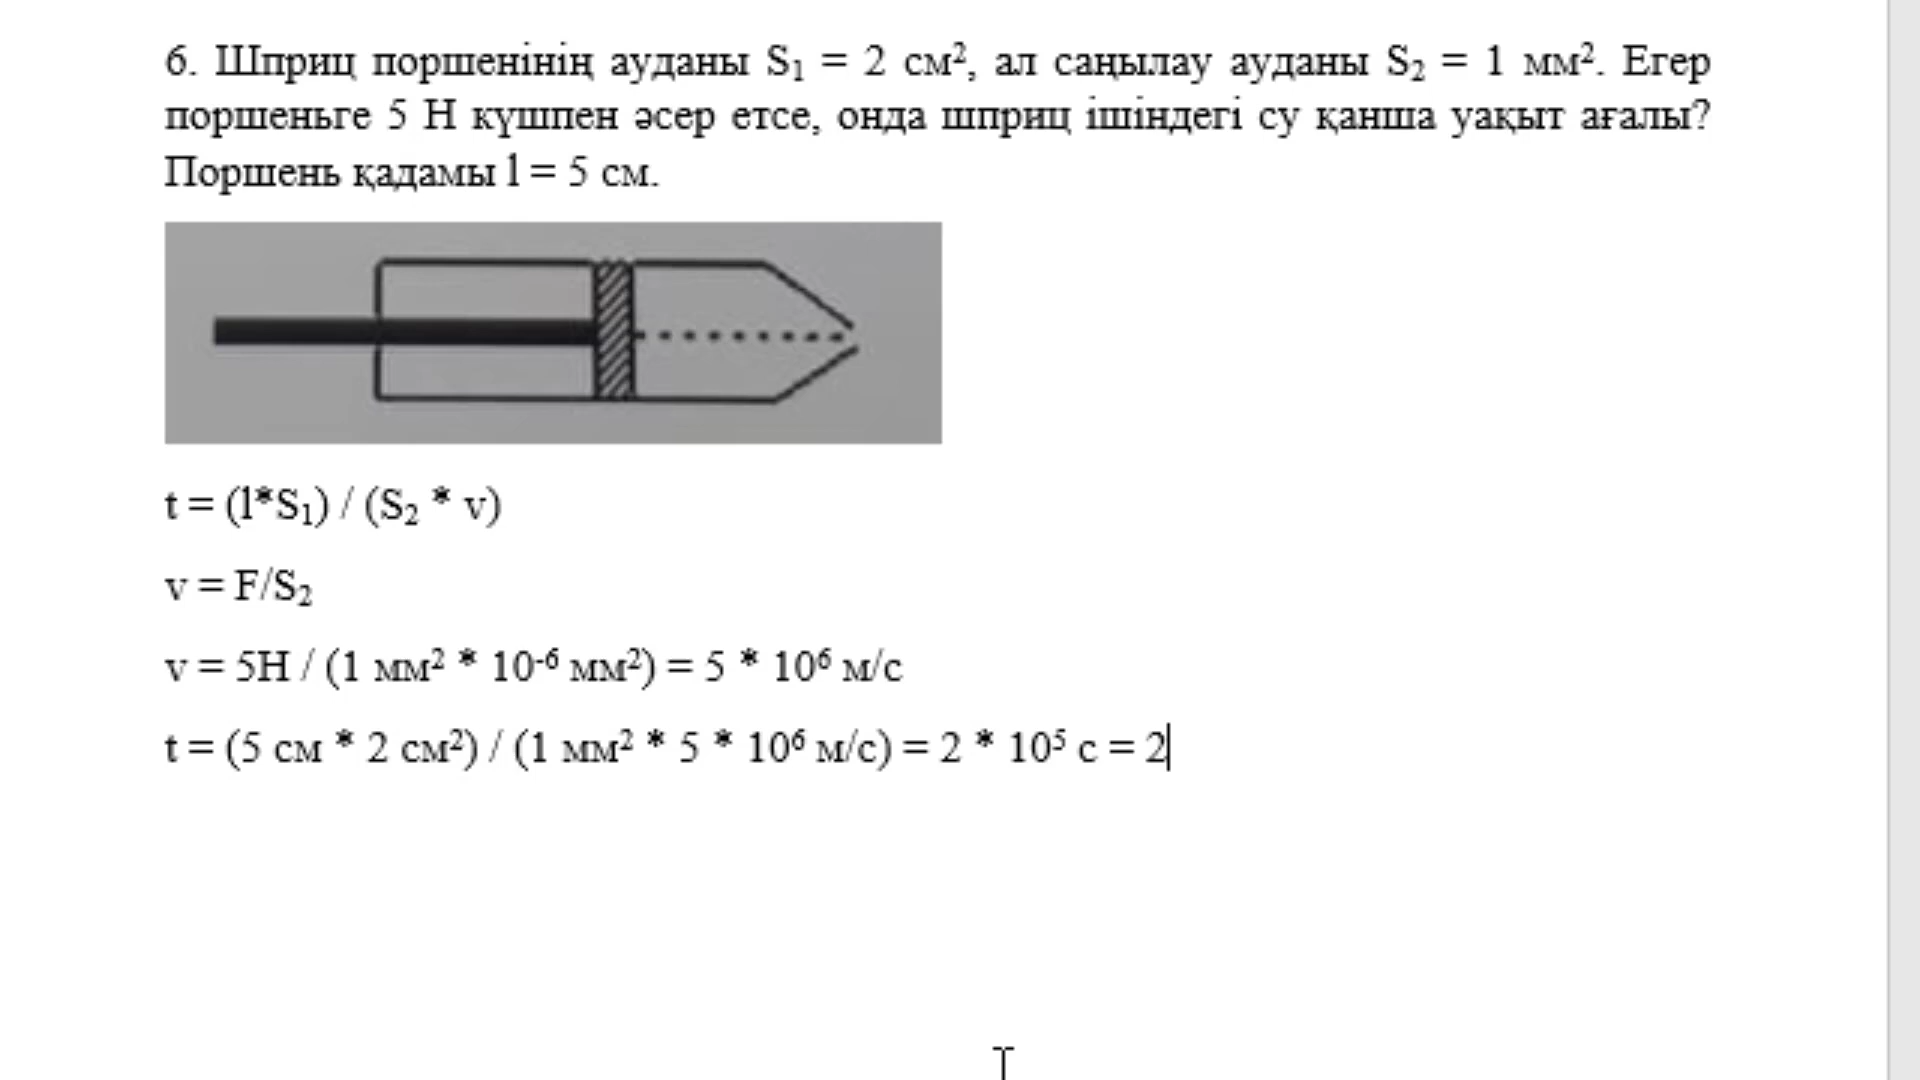 6. Шприц поршенінің ауданы S₁ = 2 см², ал саңылау ауданы S₂ = 1 мм². Егер
поршеньге 5 Н күшпен әсер етсе, онда шприц ішіндегі су қанша уақыт ағалы?
Поршень қадамы l = 5 см.
t = (l*S₁) / (S₂ * v)
v = F/S₂
v = 5H / (1 мм² * 10⁻⁶ мм²) = 5 * 10⁶ м/с
t = (5 см * 2 см²) / (1 мм² * 5 * 10⁶ м/с) = 2 * 10⁵ с = 2